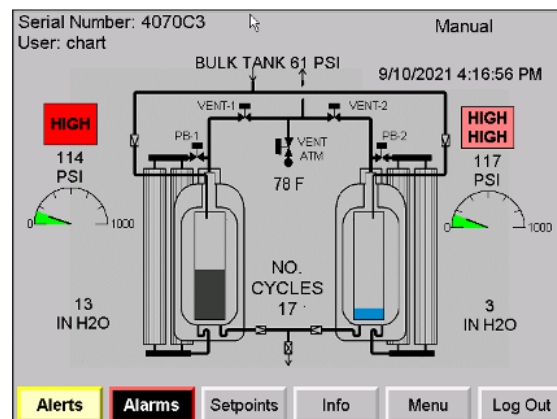 Serial Number: 4070C3
Manual
User: chart
BULK TANK 61 PSI
9/10/2021 4:16:56 PM
HIGH
VENT-1
VENT-2
HIGH
HIGH
PB-1
VENT
ATM
PB-2
114
PSI
78 F
117
PSI
0
1000
0
1000
NO.
CYCLES
17
13
IN H2O
3
IN H2O
Alerts
Alarms
Setpoints
Info
Menu
Log Out